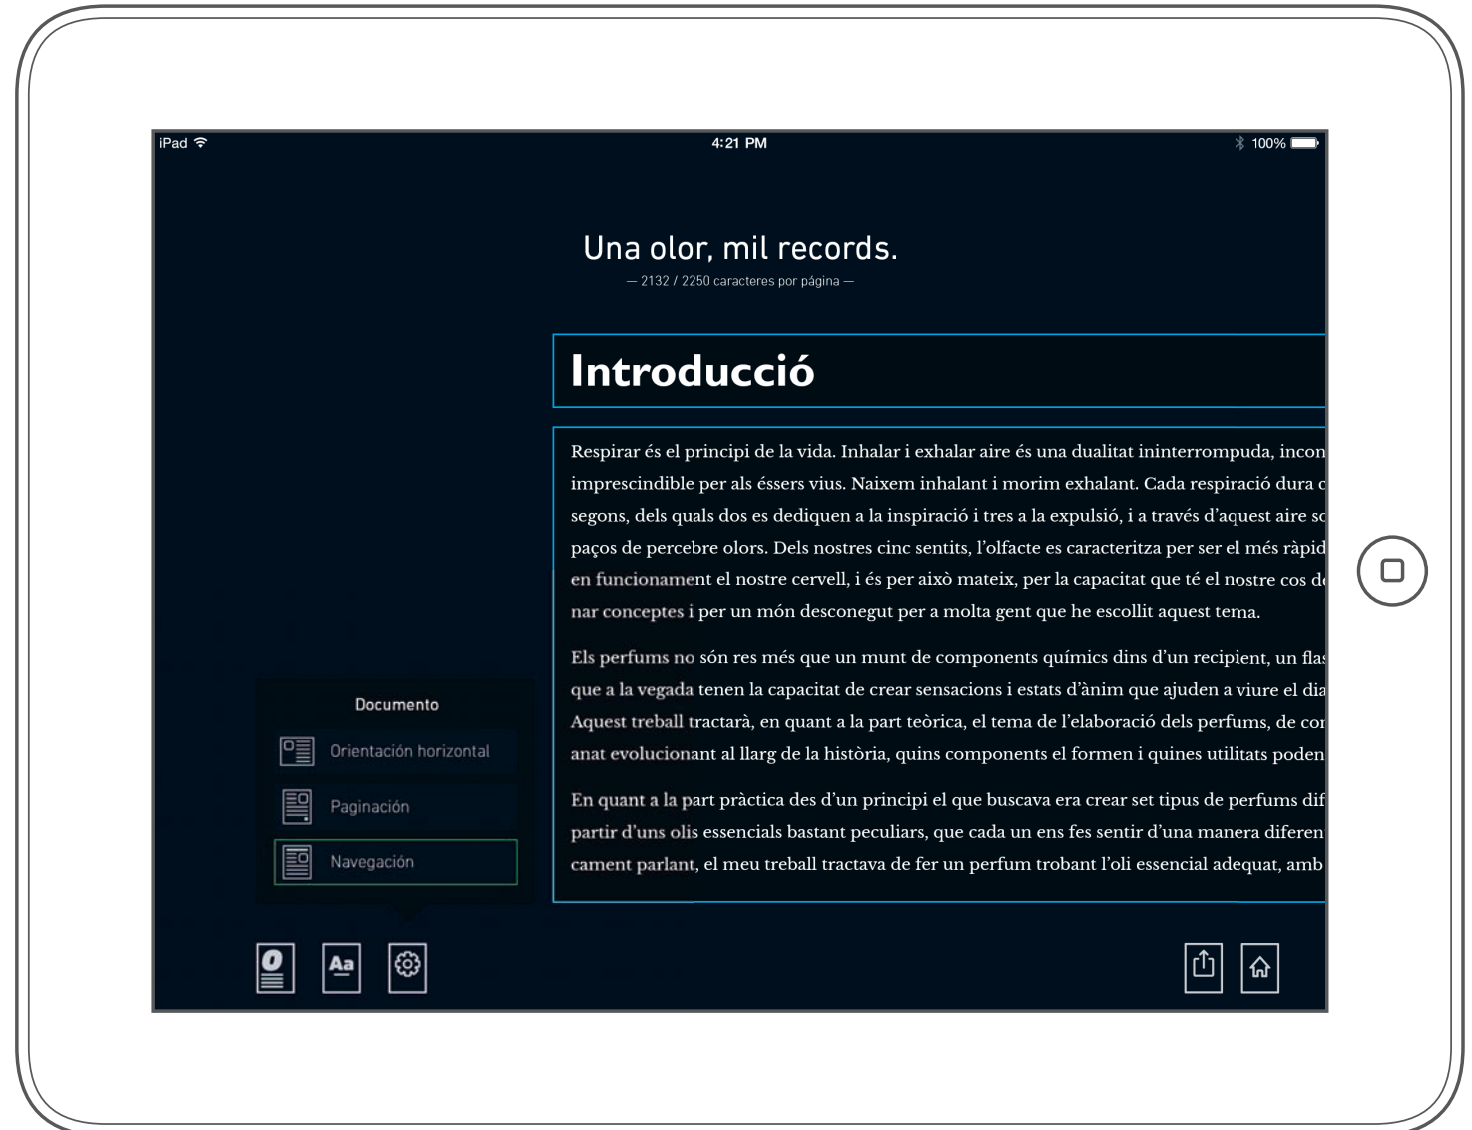 iPad
4:21 PM
100%
Una olor, mil records.
— 2132 / 2250 caracteres por página —
Introducció
Respirar és el principi de la vida. Inhalar i exhalar aire és una dualitat ininterrompuda, incon
imprescindible per als éssers vius. Naixem inhalant i morim exhalant. Cada respiració dura c
segons, dels quals dos es dediquen a la inspiració i tres a la expulsió, i a través d’aquest aire so
paços de percebre olors. Dels nostres cinc sentits, l’olfacte es caracteritza per ser el més ràpid
en funcionament el nostre cervell, i és per això mateix, per la capacitat que té el nostre cos de
nar conceptes i per un món desconegut per a molta gent que he escollit aquest tema.
Els perfums no són res més que un munt de components químics dins d’un recipient, un flas
que a la vegada tenen la capacitat de crear sensacions i estats d’ànim que ajuden a viure el dia
Aquest treball tractarà, en quant a la part teòrica, el tema de l’elaboració dels perfums, de con
anat evolucionant al llarg de la història, quins components el formen i quines utilitats poden
En quant a la part pràctica des d’un principi el que buscava era crear set tipus de perfums dif
partir d’uns olis essencials bastant peculiars, que cada un ens fes sentir d’una manera diferen
cament parlant, el meu treball tractava de fer un perfum trobant l’oli essencial adequat, amb
Documento
Orientación horizontal
Paginación
Navegación
O
Aa